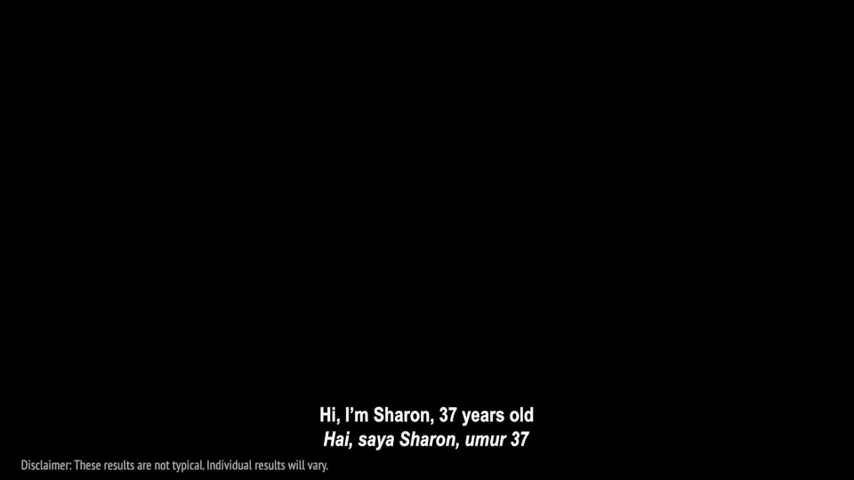 Hi, I'm Sharon, 37 years old
Hai, saya Sharon, umur 37
Disclaimer: These results are not typical. Individual results will vary.